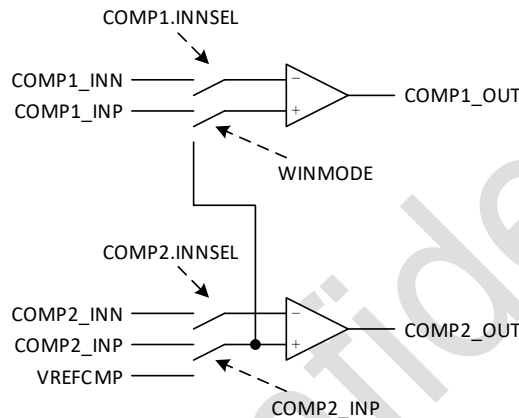 COMP1.INNSEL
COMP1_INN
−
COMP1_INP
+
COMP1_OUT
WINMODE
COMP2.INNSEL
COMP2_INN
−
COMP2_INP
+
COMP2_OUT
VREFCMP
COMP2_INP